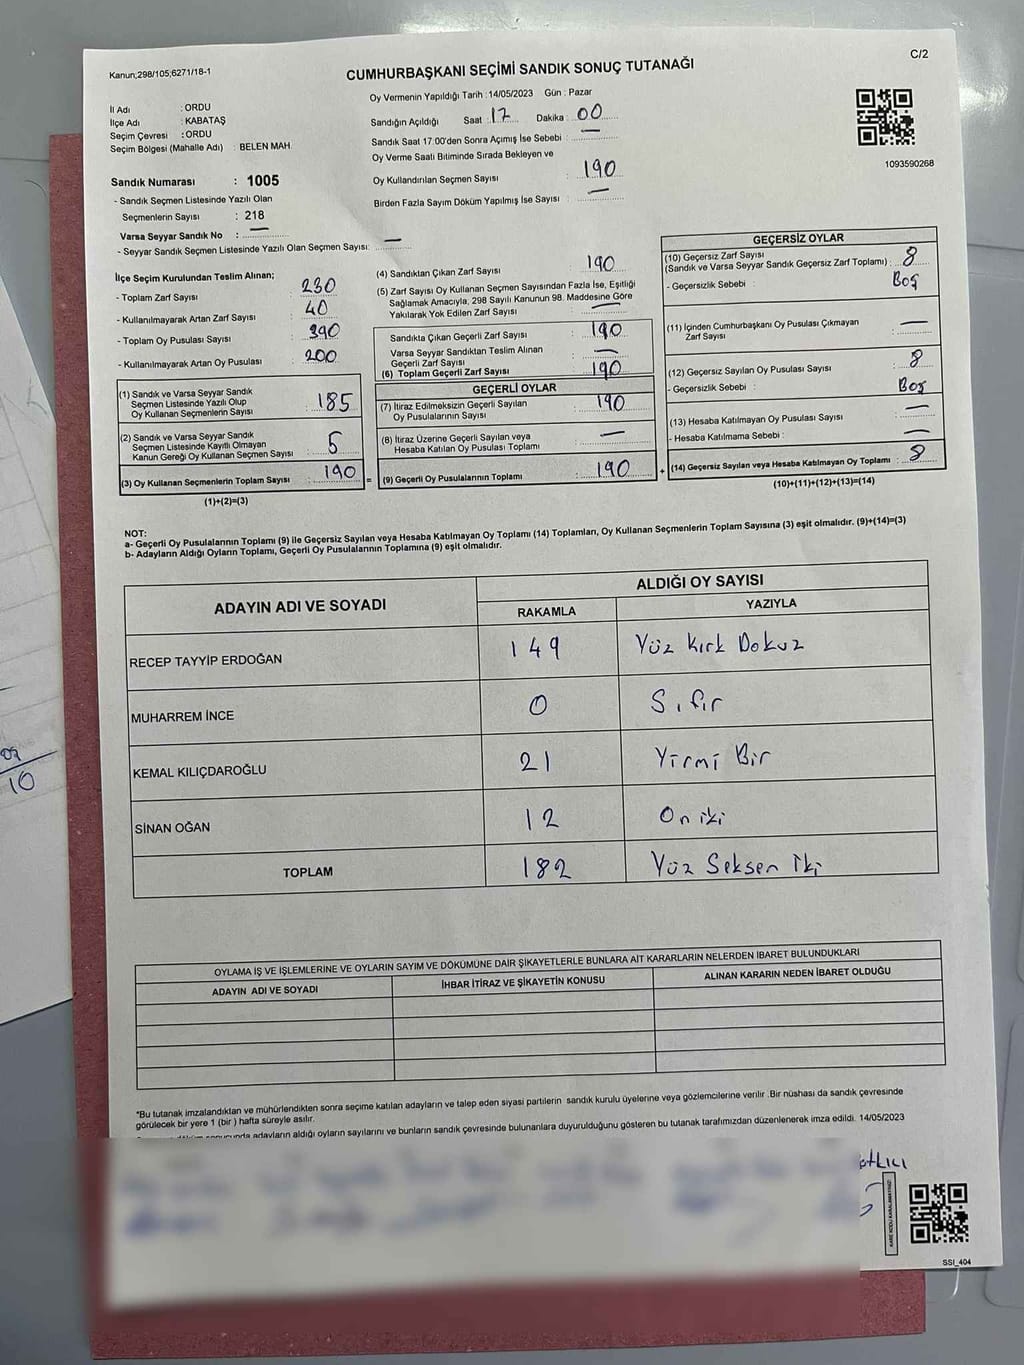 C/2
Kanun;298/105;6271/18-1
CUMHURBAŞKANI SEÇİMİ SANDIK SONUÇ TUTANAĞI
Oy Vermenin Yapıldığı Tarih : 14/05/2023 Gün : Pazar
İl Adı : ORDU
İlçe Adı : KABATAŞ
Seçim Çevresi : ORDU
Seçim Bölgesi (Mahalle Adı) : BELEN MAH.
Sandık Numarası : 1005
- Sandık Seçmen Listesinde Yazılı Olan
Seçmenlerin Sayısı : 218
Varsa Seyyar Sandık No : —
- Seyyar Sandık Seçmen Listesinde Yazılı Olan Seçmen Sayısı: —
Sandığın Açıldığı Saat : 17 Dakika : 00
Sandık Saat 17:00'den Sonra Açımış İse Sebebi : —
Oy Verme Saati Bitiminde Sırada Bekleyen ve
Oy Kullandırılan Seçmen Sayısı : 190
Birden Fazla Sayım Döküm Yapılmış İse Sayısı : —
1093590268
İlçe Seçim Kurulundan Teslim Alınan;
- Toplam Zarf Sayısı : 230
- Kullanılmayarak Artan Zarf Sayısı : 40
- Toplam Oy Pusulası Sayısı : 390
- Kullanılmayarak Artan Oy Pusulası : 200
(1) Sandık ve Varsa Seyyar Sandık
Seçmen Listesinde Yazılı Olup
Oy Kullanan Seçmenlerin Sayısı : 185
(2) Sandık ve Varsa Seyyar Sandık
Seçmen Listesinde Kayıtlı Olmayan
Kanun Gereği Oy Kullanan Seçmen Sayısı : 5
(3) Oy Kullanan Seçmenlerin Toplam Sayısı : 190
(1)+(2)=(3)
(4) Sandıktan Çıkan Zarf Sayısı : 190
(5) Zarf Sayısı Oy Kullanan Seçmen Sayısından Fazla İse, Eşitliği
Sağlamak Amacıyla, 298 Sayılı Kanunun 98. Maddesine Göre
Yakılarak Yok Edilen Zarf Sayısı : —
Sandıkta Çıkan Geçerli Zarf Sayısı : 190
Varsa Seyyar Sandıktan Teslim Alınan
Geçerli Zarf Sayısı : —
(6) Toplam Geçerli Zarf Sayısı : 190
GEÇERLİ OYLAR
(7) İtiraz Edilmeksizin Geçerli Sayılan
Oy Pusulalarının Sayısı : 190
(8) İtiraz Üzerine Geçerli Sayılan veya
Hesaba Katılan Oy Pusulası Toplamı : —
= (9) Geçerli Oy Pusulalarının Toplamı : 190
GEÇERSİZ OYLAR
(10) Geçersiz Zarf Sayısı
(Sandık ve Varsa Seyyar Sandık Geçersiz Zarf Toplamı) : 8
- Geçersizlik Sebebi : Boş
(11) İçinden Cumhurbaşkanı Oy Pusulası Çıkmayan
Zarf Sayısı : —
(12) Geçersiz Sayılan Oy Pusulası Sayısı : 8
- Geçersizlik Sebebi : Boş
(13) Hesaba Katılmayan Oy Pusulası Sayısı : —
- Hesaba Katılmama Sebebi : —
+ (14) Geçersiz Sayılan veya Hesaba Katılmayan Oy Toplamı : 8
(10)+(11)+(12)+(13)=(14)
NOT:
a- Geçerli Oy Pusulalarının Toplamı (9) ile Geçersiz Sayılan veya Hesaba Katılmayan Oy Toplamı (14) Toplamları, Oy Kullanan Seçmenlerin Toplam Sayısına (3) eşit olmalıdır. (9)+(14)=(3)
b- Adayların Aldığı Oyların Toplamı, Geçerli Oy Pusulalarının Toplamına (9) eşit olmalıdır.
ADAYIN ADI VE SOYADI ALDIĞI OY SAYISI
RAKAMLA YAZIYLA
RECEP TAYYİP ERDOĞAN 149 Yüz Kırk Dokuz
MUHARREM İNCE 0 Sıfır
KEMAL KILIÇDAROĞLU 21 Yirmi Bir
SİNAN OĞAN 12 On iki
TOPLAM 182 Yüz Seksen İki
OYLAMA İŞ VE İŞLEMLERİNE VE OYLARIN SAYIM VE DÖKÜMÜNE DAİR ŞİKAYETLERLE BUNLARA AİT KARARLARIN NELERDEN İBARET BULUNDUKLARI
ADAYIN ADI VE SOYADI İHBAR İTİRAZ VE ŞİKAYETİN KONUSU ALINAN KARARIN NEDEN İBARET OLDUĞU
*Bu tutanak imzalandıktan ve mühürlendikten sonra seçime katılan adayların ve talep eden siyasi partilerin sandık kurulu üyelerine veya gözlemcilerine verilir .Bir nüshası da sandık çevresinde
görülecek bir yere 1 (bir ) hafta süreyle asılır.
adayların aldığı oyların sayılarını ve bunların sandık çevresinde bulunanlara duyurulduğunu gösteren bu tutanak tarafımızdan düzenlenerek imza edildi. 14/05/2023
KARE KODU KARALAMAYINIZ!
SSI_404
10